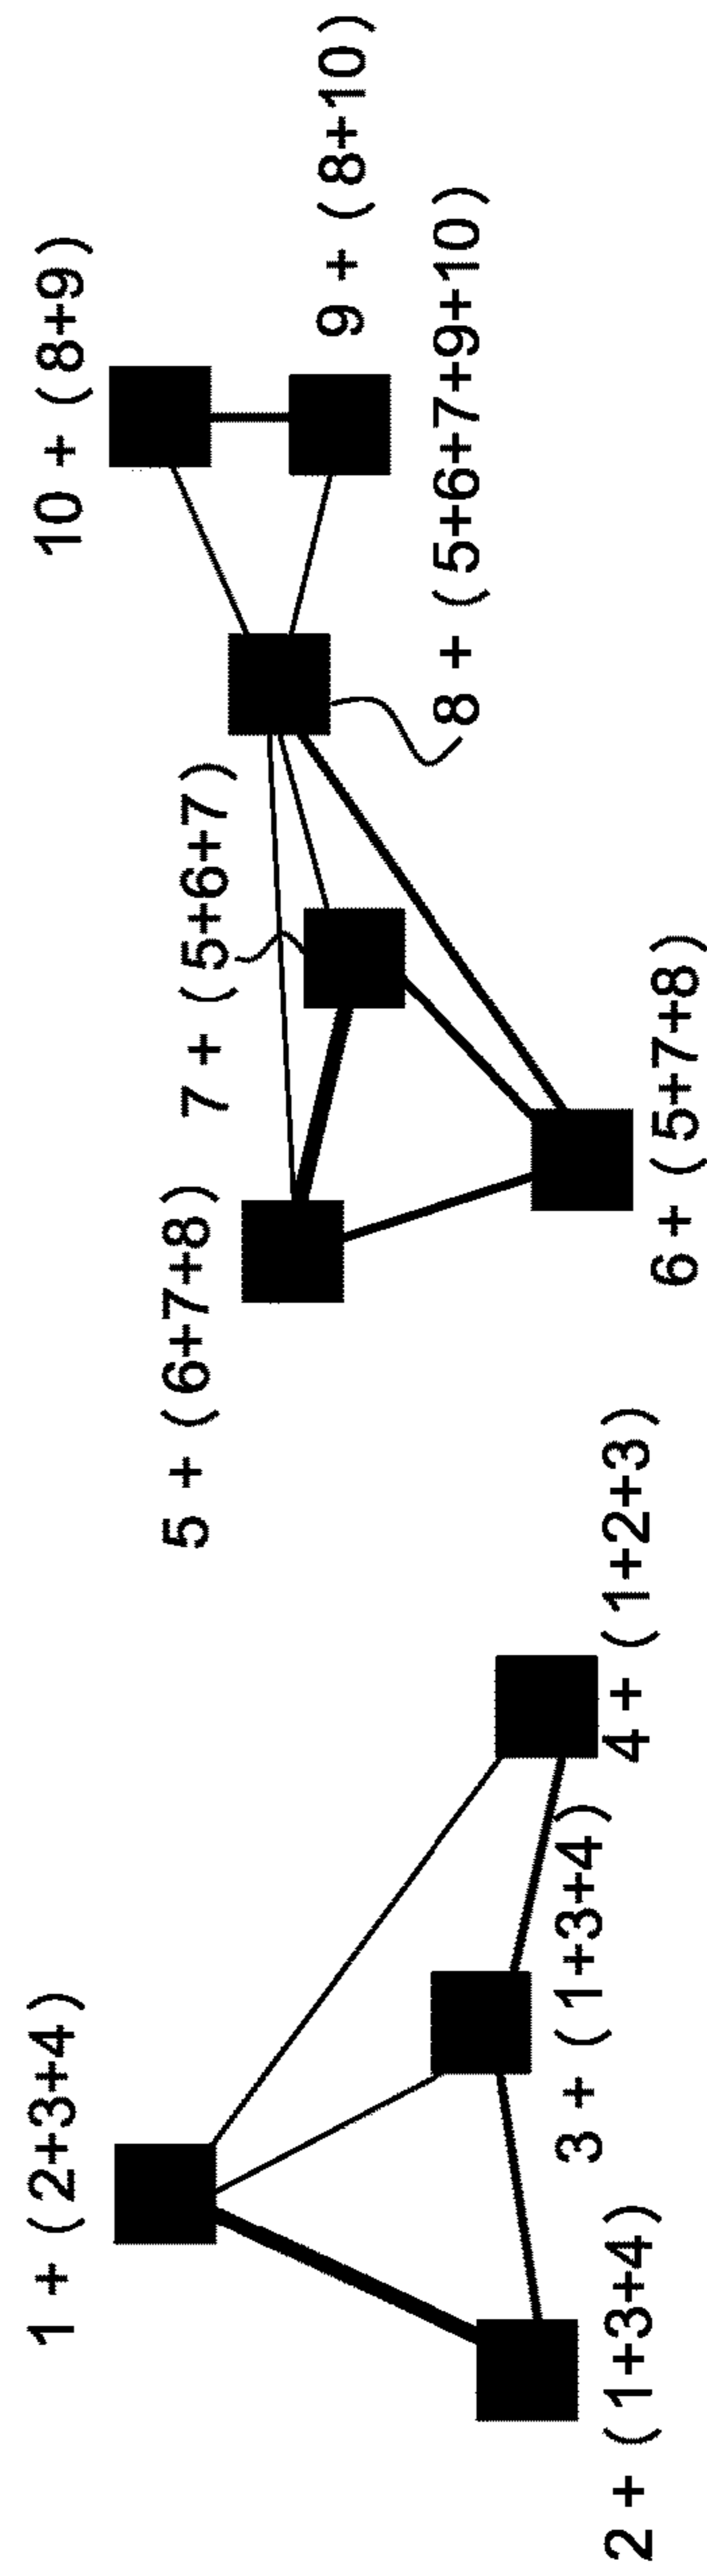 1 + (2+3+4)
2 + (1+3+4)
3 + (1+3+4)
4 + (1+2+3)
5 + (6+7+8)
6 + (5+7+8)
7 + (5+6+7)
8 + (5+6+7+9+10)
9 + (8+10)
10 + (8+9)